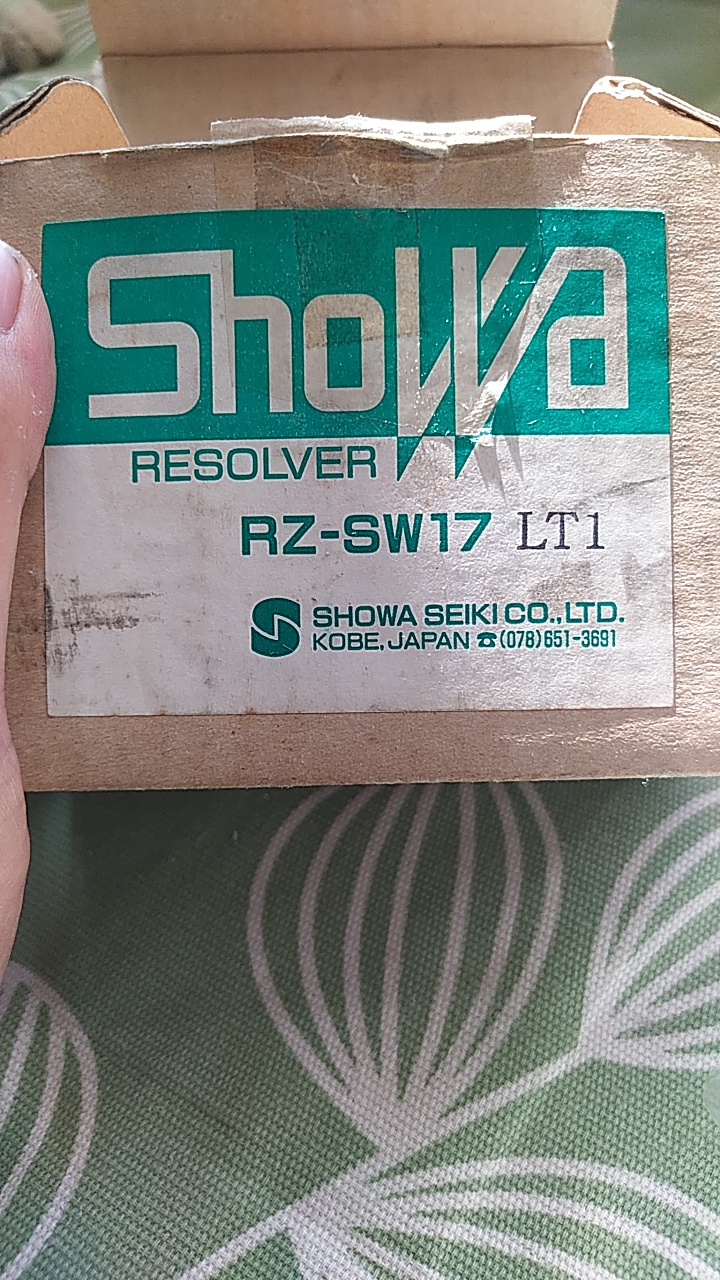 ShoWa
RESOLVER
RZ-SW17 LT1
SHOWA SEIKI CO.,LTD.
KOBE, JAPAN ☎(078)651-3691